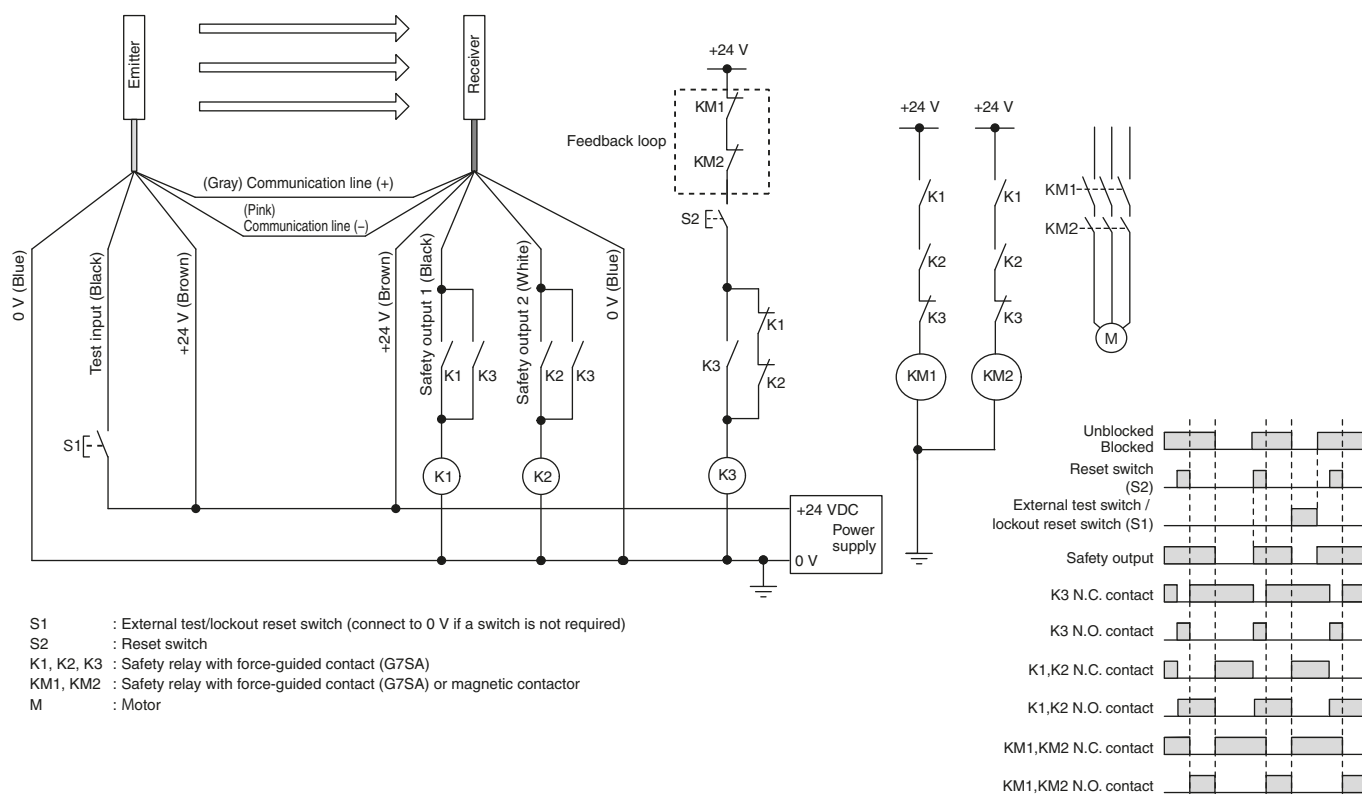 Emitter
Receiver
+24 V
KM1
Feedback loop
KM2
S2
(Gray) Communication line (+)
(Pink)
Communication line (−)
0 V (Blue)
Test input (Black)
+24 V (Brown)
+24 V (Brown)
Safety output 1 (Black)
Safety output 2 (White)
0 V (Blue)
K1
K3
K2
K3
K3
K1
K2
S1
K1
K2
K3
+24 VDC
Power
supply
0 V
+24 V
+24 V
K1
K1
K2
K2
K3
K3
KM1
KM2
KM1
KM2
M
Unblocked
Blocked
Reset switch
(S2)
External test switch /
lockout reset switch (S1)
Safety output
K3 N.C. contact
K3 N.O. contact
K1,K2 N.C. contact
K1,K2 N.O. contact
KM1,KM2 N.C. contact
KM1,KM2 N.O. contact
S1 : External test/lockout reset switch (connect to 0 V if a switch is not required)
S2 : Reset switch
K1, K2, K3 : Safety relay with force-guided contact (G7SA)
KM1, KM2 : Safety relay with force-guided contact (G7SA) or magnetic contactor
M : Motor